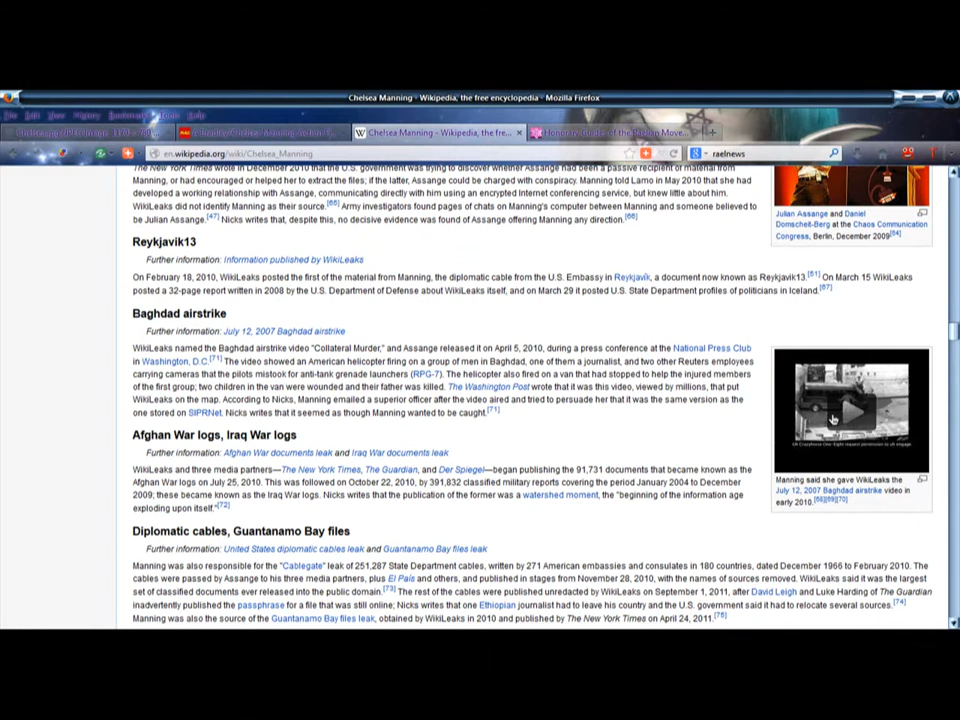 Chelsea Manning - Wikipedia, the free encyclopedia - Mozilla Firefox
File Edit View History Bookmarks Tools Help
Chelsea Manning - Wikipedia, the fre... ×
Honorary Guides of the Raelian Move...
en.wikipedia.org/wiki/Chelsea_Manning
raelnews
The New York Times wrote in December 2010 that the U.S. government was trying to discover whether Assange had been a passive recipient of material from
Manning, or had encouraged or helped her to extract the files; if the latter, Assange could be charged with conspiracy. Manning told Lamo in May 2010 that she had
developed a working relationship with Assange, communicating directly with him using an encrypted Internet conferencing service, but knew little about him.
WikiLeaks did not identify Manning as their source.[65] Army investigators found pages of chats on Manning's computer between Manning and someone believed to
be Julian Assange.[47] Nicks writes that, despite this, no decisive evidence was found of Assange offering Manning any direction.[66]
Julian Assange and Daniel
Domscheit-Berg at the Chaos Communication
Congress, Berlin, December 2009[64]
Reykjavik13
Further information: Information published by WikiLeaks
On February 18, 2010, WikiLeaks posted the first of the material from Manning, the diplomatic cable from the U.S. Embassy in Reykjavík, a document now known as Reykjavik13.[51] On March 15 WikiLeaks
posted a 32-page report written in 2008 by the U.S. Department of Defense about WikiLeaks itself, and on March 29 it posted U.S. State Department profiles of politicians in Iceland.[67]
Baghdad airstrike
Further information: July 12, 2007 Baghdad airstrike
WikiLeaks named the Baghdad airstrike video "Collateral Murder," and Assange released it on April 5, 2010, during a press conference at the National Press Club
in Washington, D.C.[71] The video showed an American helicopter firing on a group of men in Baghdad, one of them a journalist, and two other Reuters employees
carrying cameras that the pilots mistook for anti-tank grenade launchers (RPG-7). The helicopter also fired on a van that had stopped to help the injured members
of the first group; two children in the van were wounded and their father was killed. The Washington Post wrote that it was this video, viewed by millions, that put
WikiLeaks on the map. According to Nicks, Manning emailed a superior officer after the video aired and tried to persuade her that it was the same version as the
one stored on SIPRNet. Nicks writes that it seemed as though Manning wanted to be caught.[71]
Manning said she gave WikiLeaks the
July 12, 2007 Baghdad airstrike video in
early 2010.[68][69][70]
Afghan War logs, Iraq War logs
Further information: Afghan War documents leak and Iraq War documents leak
WikiLeaks and three media partners—The New York Times, The Guardian, and Der Spiegel—began publishing the 91,731 documents that became known as the
Afghan War logs on July 25, 2010. This was followed on October 22, 2010, by 391,832 classified military reports covering the period January 2004 to December
2009; these became known as the Iraq War logs. Nicks writes that the publication of the former was a watershed moment, the "beginning of the information age
exploding upon itself."[72]
Diplomatic cables, Guantanamo Bay files
Further information: United States diplomatic cables leak and Guantanamo Bay files leak
Manning was also responsible for the "Cablegate" leak of 251,287 State Department cables, written by 271 American embassies and consulates in 180 countries, dated December 1966 to February 2010. The
cables were passed by Assange to his three media partners, plus El País and others, and published in stages from November 28, 2010, with the names of sources removed. WikiLeaks said it was the largest
set of classified documents ever released into the public domain.[73] The rest of the cables were published unredacted by WikiLeaks on September 1, 2011, after David Leigh and Luke Harding of The Guardian
inadvertently published the passphrase for a file that was still online; Nicks writes that one Ethiopian journalist had to leave his country and the U.S. government said it had to relocate several sources.[74]
Manning was also the source of the Guantanamo Bay files leak, obtained by WikiLeaks in 2010 and published by The New York Times on April 24, 2011.[75]